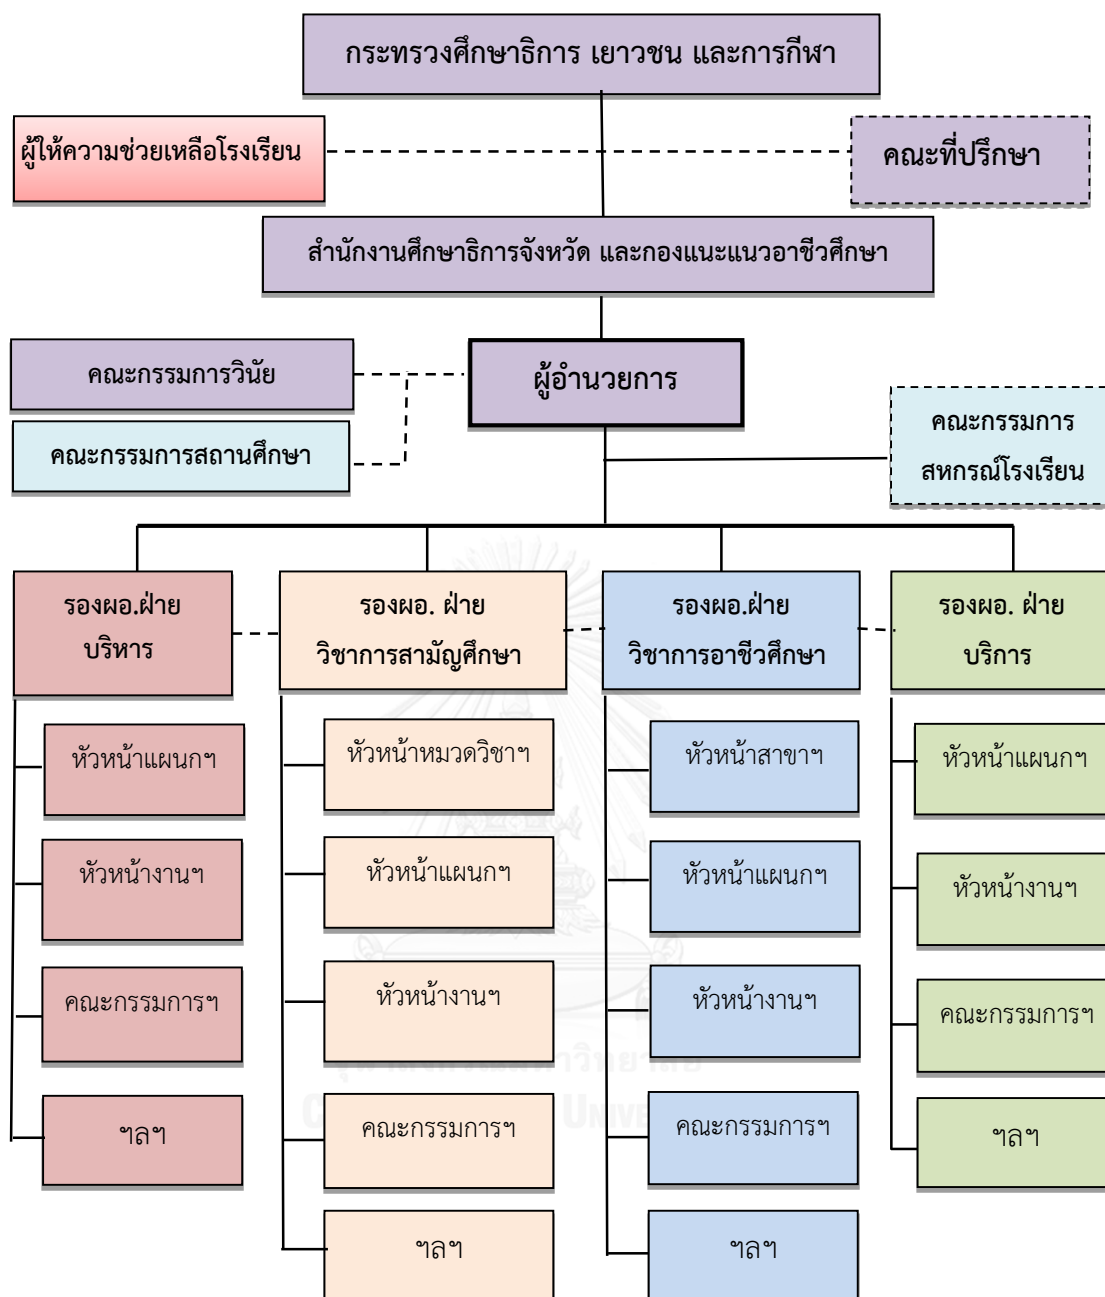 กระทรวงศึกษาธิการ เยาวชน และการกีฬา
ผู้ให้ความช่วยเหลือโรงเรียน
คณะที่ปรึกษา
สำนักงานศึกษาธิการจังหวัด และกองแนะแนวอาชีวศึกษา
คณะกรรมการวินัย
ผู้อำนวยการ
คณะกรรมการสถานศึกษา
คณะกรรมการ
สหกรณ์โรงเรียน
รองผอ.ฝ่าย
บริหาร
รองผอ. ฝ่าย
วิชาการสามัญศึกษา
รองผอ.ฝ่าย
วิชาการอาชีวศึกษา
รองผอ. ฝ่าย
บริการ
หัวหน้าแผนกฯ
หัวหน้างานฯ
คณะกรรมการฯ
ฯลฯ
หัวหน้าหมวดวิชาฯ
หัวหน้าแผนกฯ
หัวหน้างานฯ
คณะกรรมการฯ
ฯลฯ
หัวหน้าสาขาฯ
หัวหน้าแผนกฯ
หัวหน้างานฯ
คณะกรรมการฯ
ฯลฯ
หัวหน้าแผนกฯ
หัวหน้างานฯ
คณะกรรมการฯ
ฯลฯ